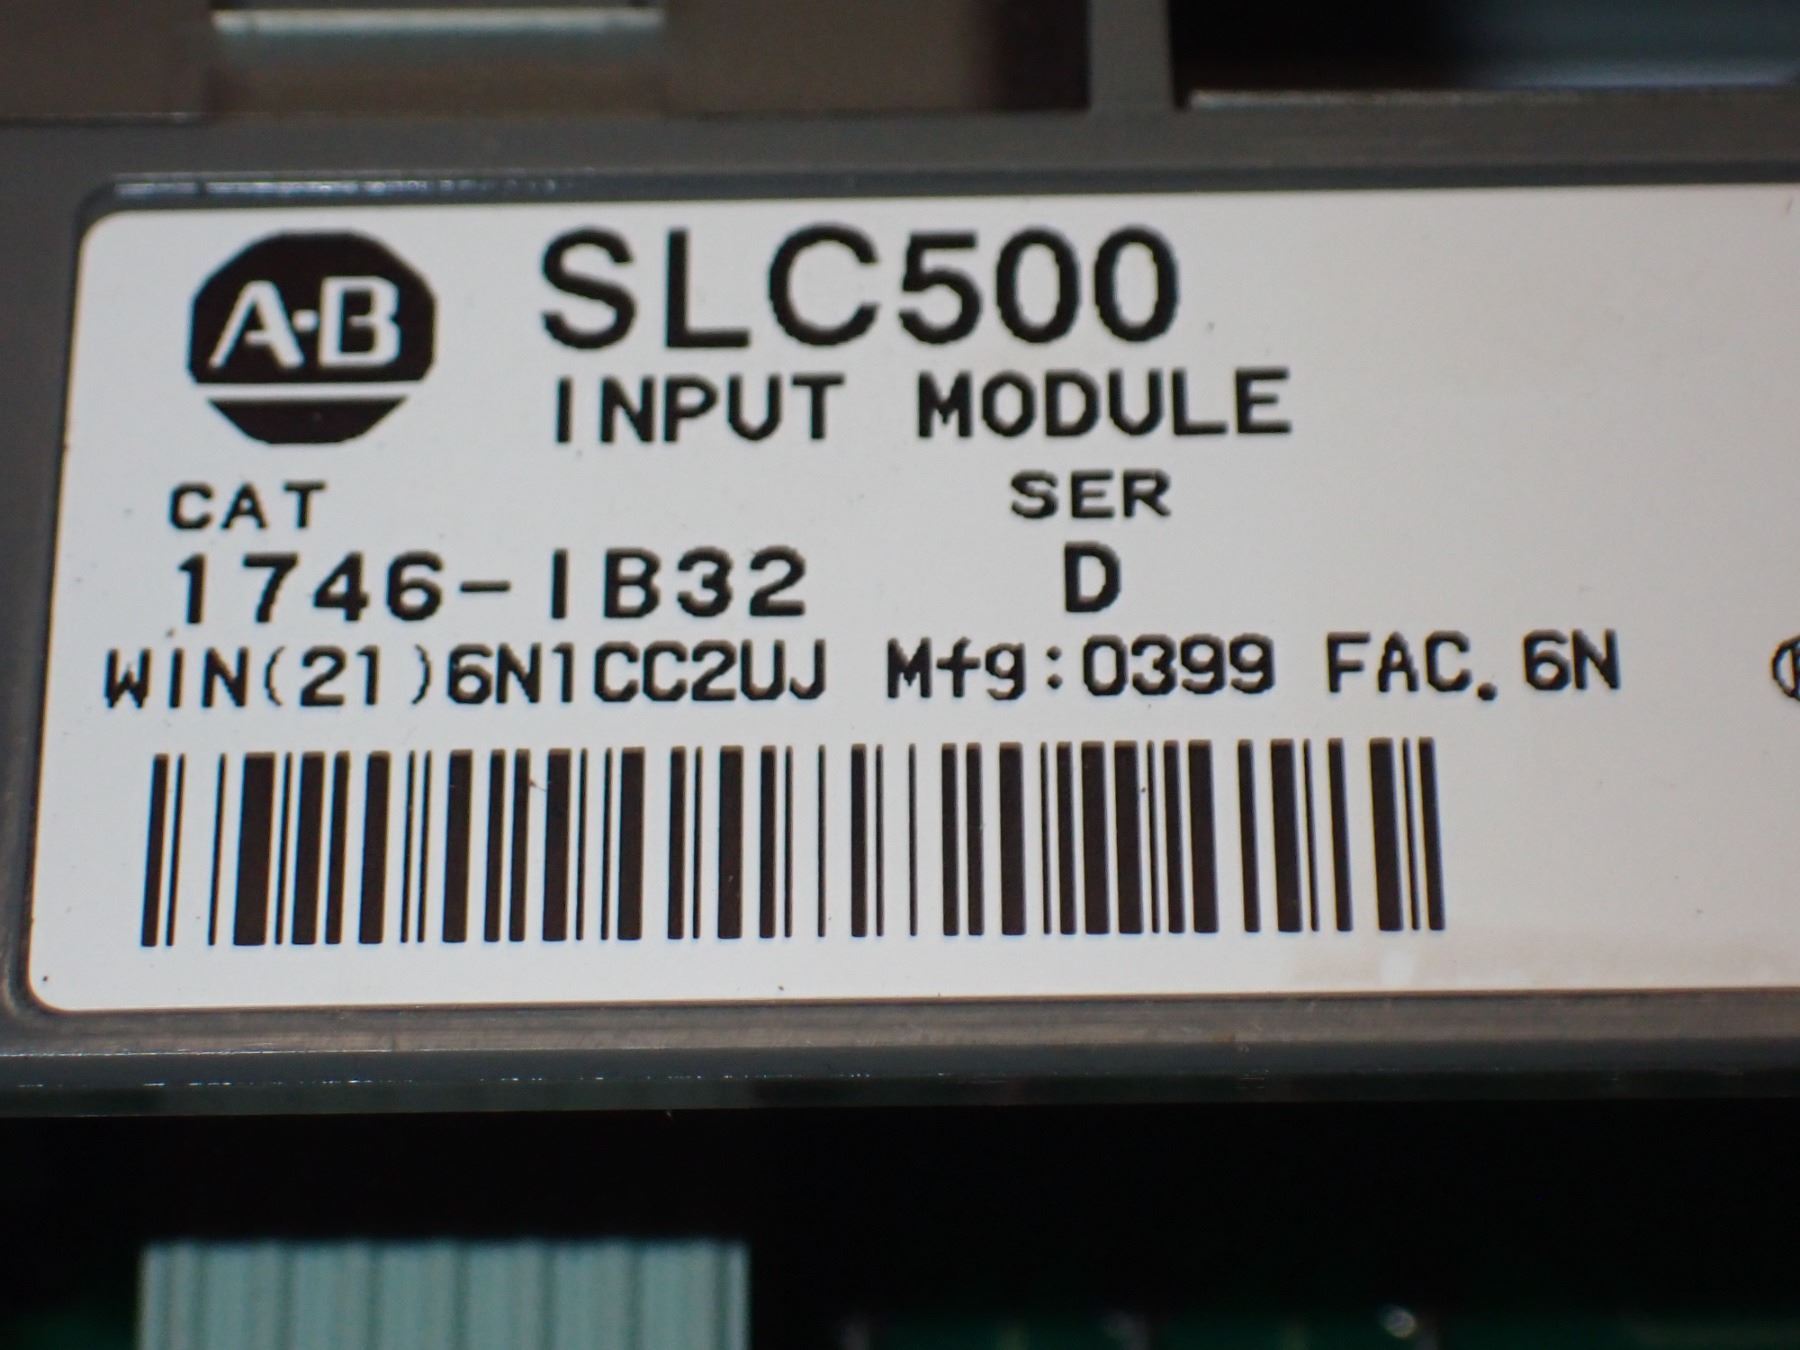 A·B
SLC500
INPUT MODULE
CAT SER
1746-IB32 D
WIN(21)6N1CC2UJ Mfg:0399 FAC. 6N